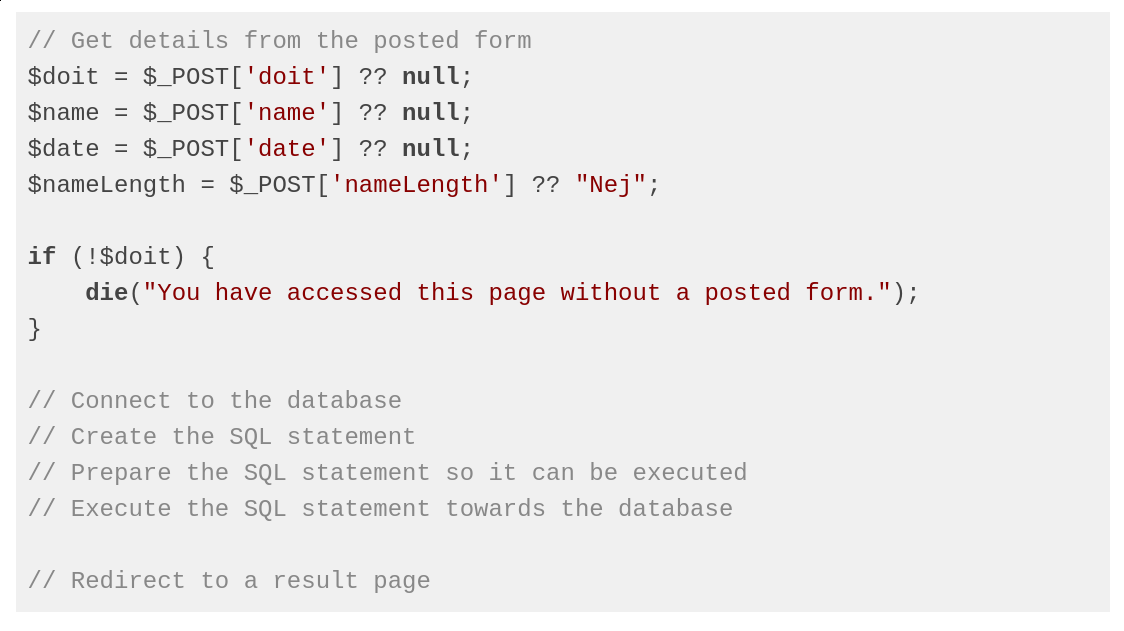 // Get details from the posted form
$doit = $_POST['doit'] ?? null;
$name = $_POST['name'] ?? null;
$date = $_POST['date'] ?? null;
$nameLength = $_POST['nameLength'] ?? "Nej";

if (!$doit) {
    die("You have accessed this page without a posted form.");
}

// Connect to the database
// Create the SQL statement
// Prepare the SQL statement so it can be executed
// Execute the SQL statement towards the database

// Redirect to a result page